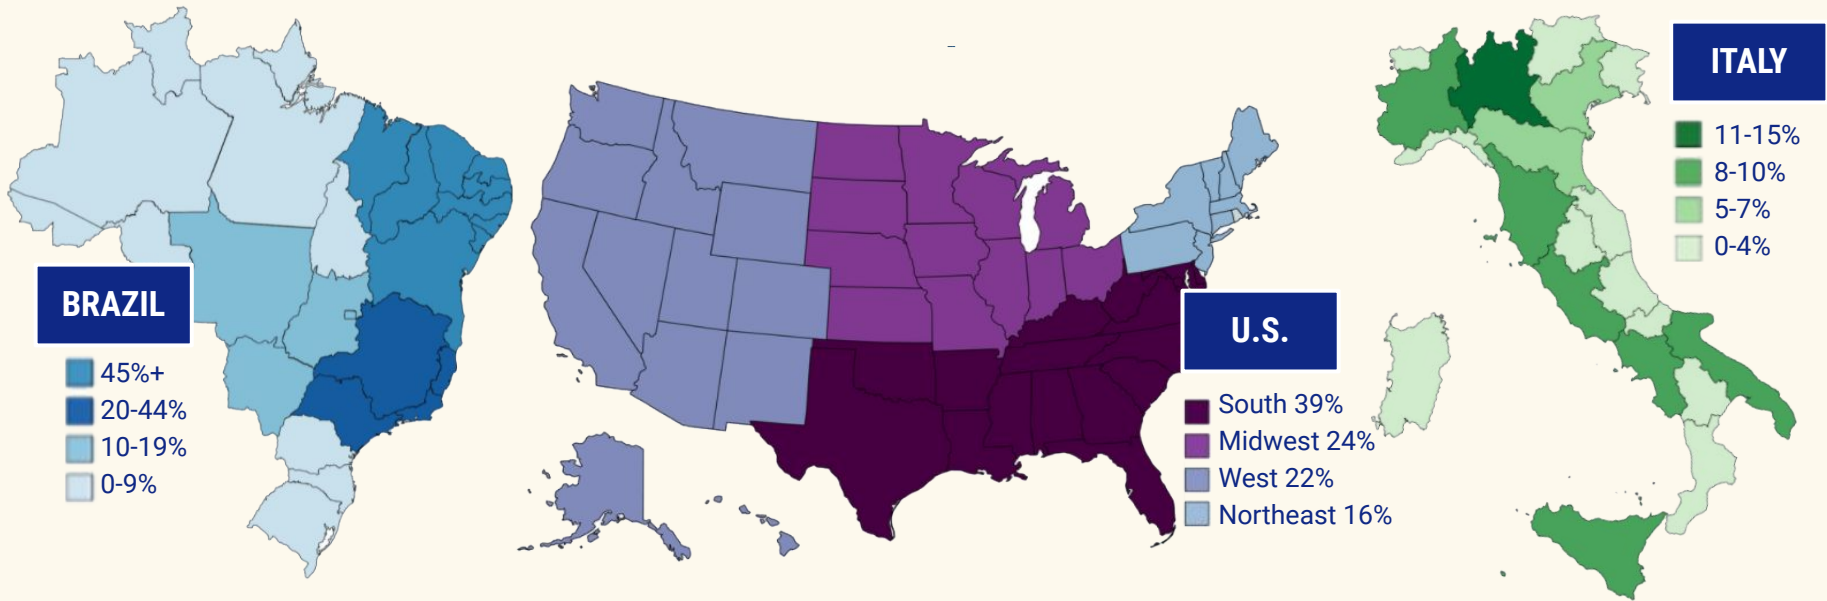 BRAZIL
45%+
20-44%
10-19%
0-9%
U.S.
South 39%
Midwest 24%
West 22%
Northeast 16%
ITALY
11-15%
8-10%
5-7%
0-4%